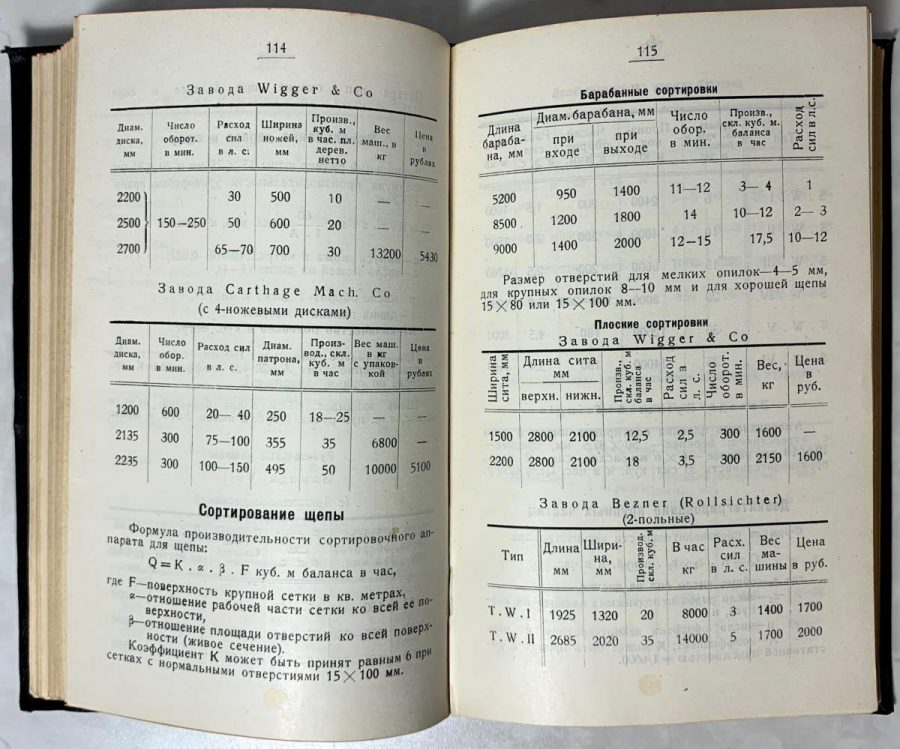 114
Завода Wigger & Co
Диам. диска, мм | Число оборот. в мин. | Расход сил в л. с. | Ширина ножей, мм | Произв., куб. м в час. пл. дерев. нетто | Вес маш., в кг | Цена в рублях
2200 | 150—250 | 30 | 500 | 10 | — | —
2500 | 50 | 600 | 20 | — | —
2700 | 65—70 | 700 | 30 | 13200 | 5430
Завода Carthage Mach. Co
(с 4-ножевыми дисками)
Диам. диска, мм | Число обор. в мин. | Расход сил в л. с. | Диам. патрона, мм | Произ-вод., скл. куб. м в час | Вес маш. в кг с упаков-кой | Цена в рублях
1200 | 600 | 20— 40 | 250 | 18—25 | — | —
2135 | 300 | 75—100 | 355 | 35 | 6800 | —
2235 | 300 | 100—150 | 495 | 50 | 10000 | 5100
Сортирование щепы
Формула производительности сортировочного ап-
парата для щепы:
Q = K . α . β . F куб. м баланса в час,
где F—поверхность крупной сетки в кв. метрах,
α—отношение рабочей части сетки ко всей ее по-
верхности,
β—отношение площади отверстий ко всей поверх-
ности (живое сечение).
Коэффициент K может быть принят равным 6 при
сетках с нормальными отверстиями 15 × 100 мм.
115
Барабанные сортировки
Длина бараба-на, мм | Диам. барабана, мм | при входе | при выходе | Число обор. в мин. | Произв., скл. куб. м. баланса в час | Расход сил в л.с.
5200 | 950 | 1400 | 11—12 | 3— 4 | 1
8500 | 1200 | 1800 | 14 | 10—12 | 2— 3
9000 | 1400 | 2000 | 12—15 | 17,5 | 10—12
Размер отверстий для мелких опилок—4—5 мм,
для крупных опилок 8—10 мм и для хорошей щепы
15 × 80 или 15 × 100 мм.
Плоские сортировки
Завода Wigger & Co
Ширина сита, мм | Длина сита мм | верхн. | нижн. | Произв., скл. куб. м баланса в час | Расход сил в л. с. | Число оборот. в мин. | Вес, кг | Цена в руб.
1500 | 2800 | 2100 | 12,5 | 2,5 | 300 | 1600 | —
2200 | 2800 | 2100 | 18 | 3,5 | 300 | 2150 | 1600
Завода Bezner (Rollsichter)
(2-польные)
Тип | Длина мм | Шири-на, мм | Производ. скл. куб. м | В час кг | Расх. сил в л. с. | Вес ма-шины | Цена в руб.
T. W. I | 1925 | 1320 | 20 | 8000 | 3 | 1400 | 1700
T. W. II | 2685 | 2020 | 35 | 14000 | 5 | 1700 | 2000